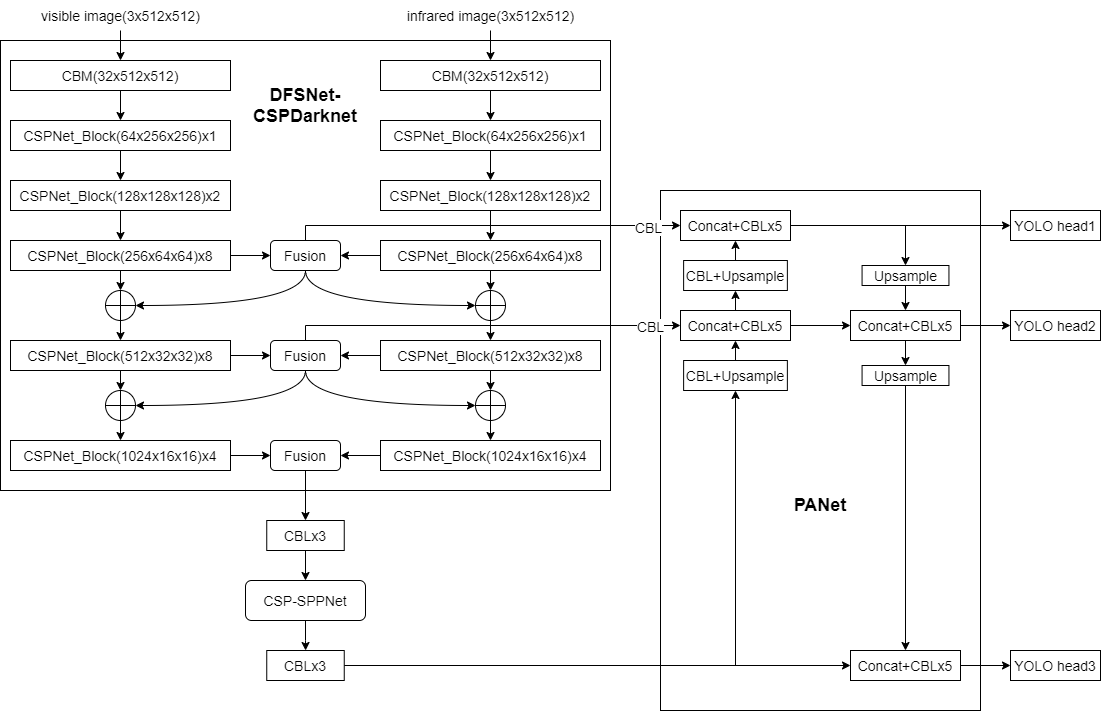 visible image(3x512x512)
infrared image(3x512x512)
CBM(32x512x512)
CBM(32x512x512)
DFSNet-
CSPDarknet
CSPNet_Block(64x256x256)x1
CSPNet_Block(64x256x256)x1
CSPNet_Block(128x128x128)x2
CSPNet_Block(128x128x128)x2
CBL
Concat+CBLx5
YOLO head1
CSPNet_Block(256x64x64)x8
Fusion
CSPNet_Block(256x64x64)x8
CBL+Upsample
Upsample
CBL
Concat+CBLx5
Concat+CBLx5
YOLO head2
CSPNet_Block(512x32x32)x8
Fusion
CSPNet_Block(512x32x32)x8
CBL+Upsample
Upsample
CSPNet_Block(1024x16x16)x4
Fusion
CSPNet_Block(1024x16x16)x4
PANet
CBLx3
CSP-SPPNet
CBLx3
Concat+CBLx5
YOLO head3